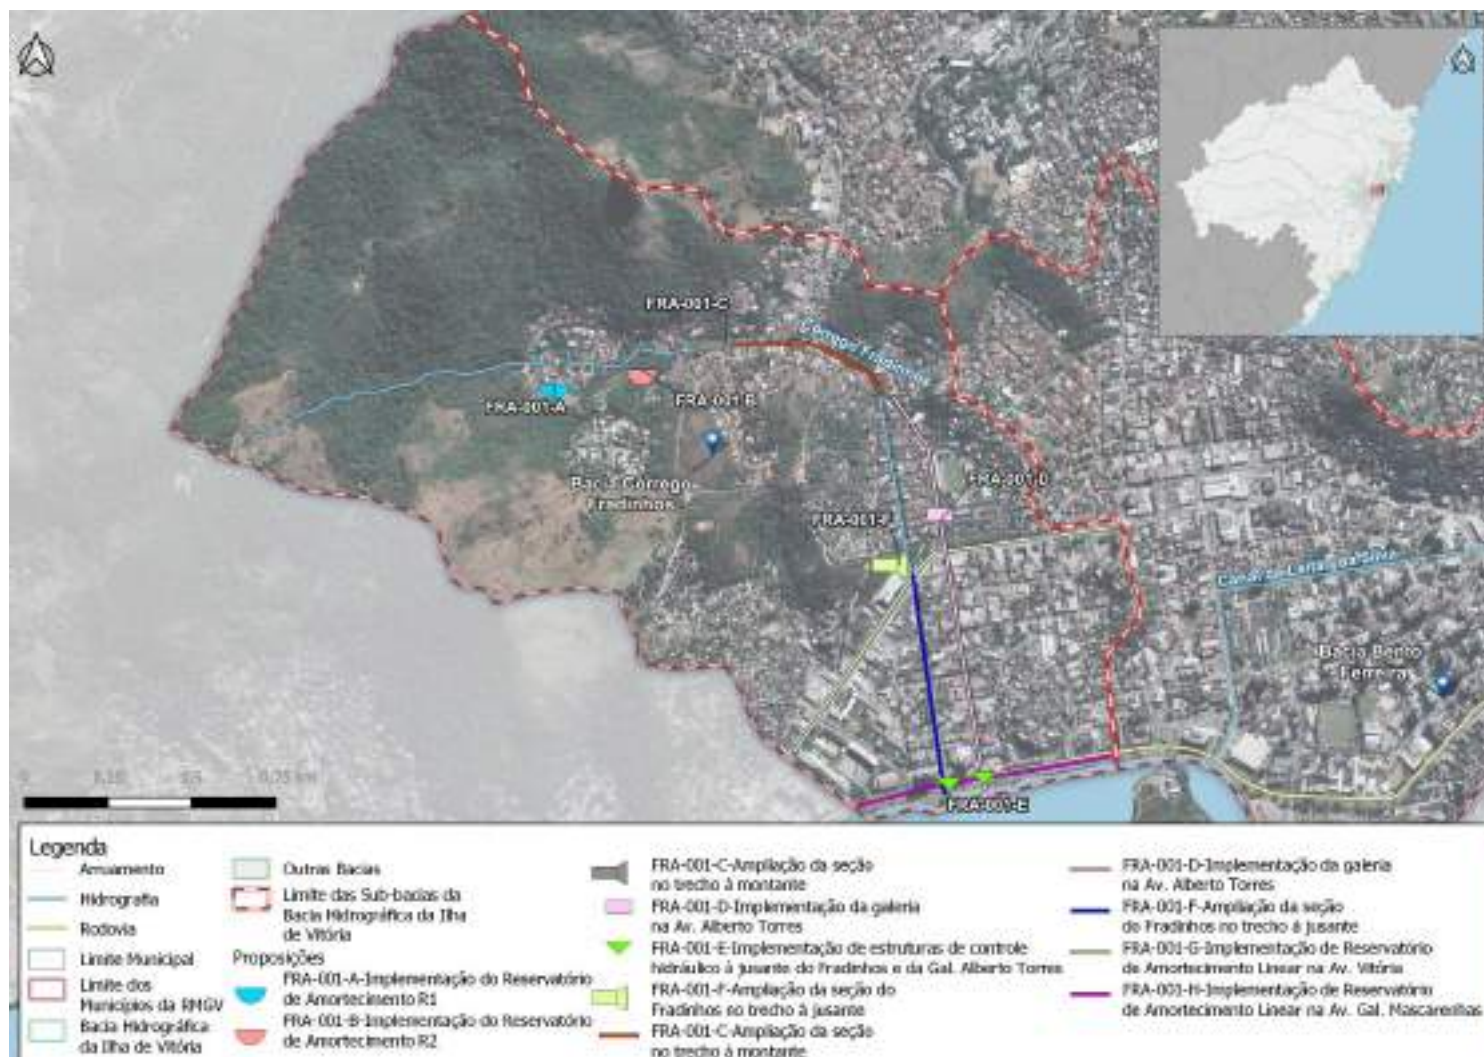 FRA-001-C
Córrego Fradinhos
FRA-001-A
FRA-001-B
Bacia Córrego
Fradinhos
FRA-001-D
FRA-001-F
Bacia Bento
Ferreira
FRA-001-E
0
0,75 km
Legenda
Arruamento
Hidrografia
Rodovia
Limite Municipal
Limite dos
Municípios da RMGV
Bacia Hidrográfica
da Ilha de Vitória
Outras Bacias
Limite das Sub-bacias da
Bacia Hidrográfica da Ilha
de Vitória
Proposições
FRA-001-A-Implementação do Reservatório
de Amortecimento R1
FRA-001-B-Implementação do Reservatório
de Amortecimento R2
FRA-001-C-Ampliação da seção
no trecho à montante
FRA-001-D-Implementação da galeria
na Av. Alberto Torres
FRA-001-E-Implementação de estruturas de controle
hidráulico à jusante do Fradinhos e da Gal. Alberto Torres
FRA-001-F-Ampliação da seção do
Fradinhos no trecho à jusante
FRA-001-C-Ampliação da seção
no trecho à montante
FRA-001-D-Implementação da galeria
na Av. Alberto Torres
FRA-001-F-Ampliação da seção
do Fradinhos no trecho à jusante
FRA-001-G-Implementação de Reservatório
de Amortecimento Linear na Av. Vitória
FRA-001-H-Implementação de Reservatório
de Amortecimento Linear na Av. Gal. Mascarenhas